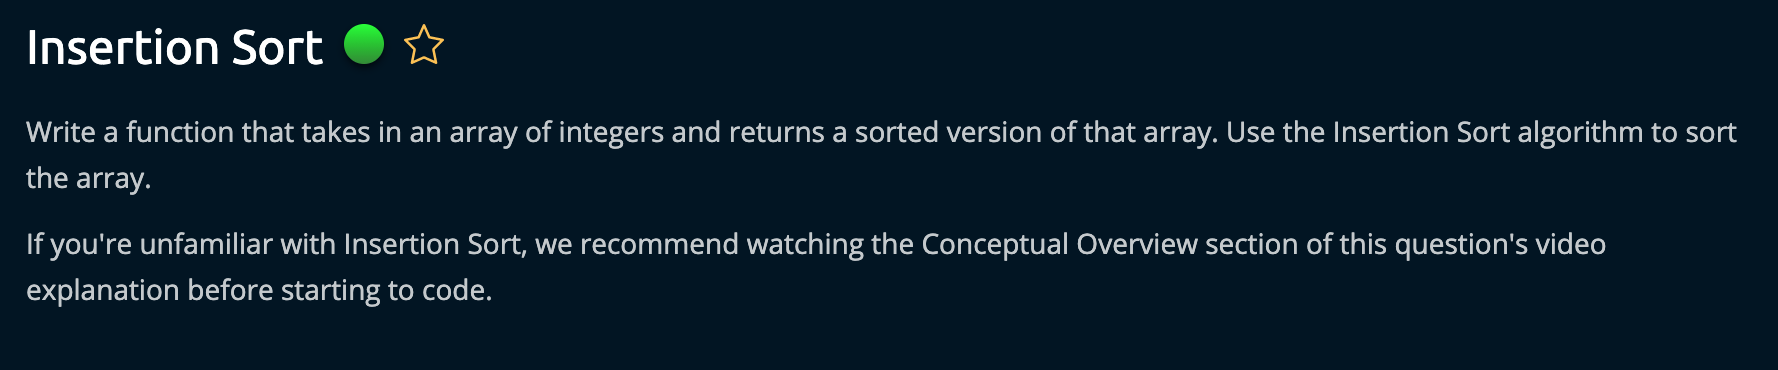 Insertion Sort
Write a function that takes in an array of integers and returns a sorted version of that array. Use the Insertion Sort algorithm to sort
the array.
If you're unfamiliar with Insertion Sort, we recommend watching the Conceptual Overview section of this question's video
explanation before starting to code.